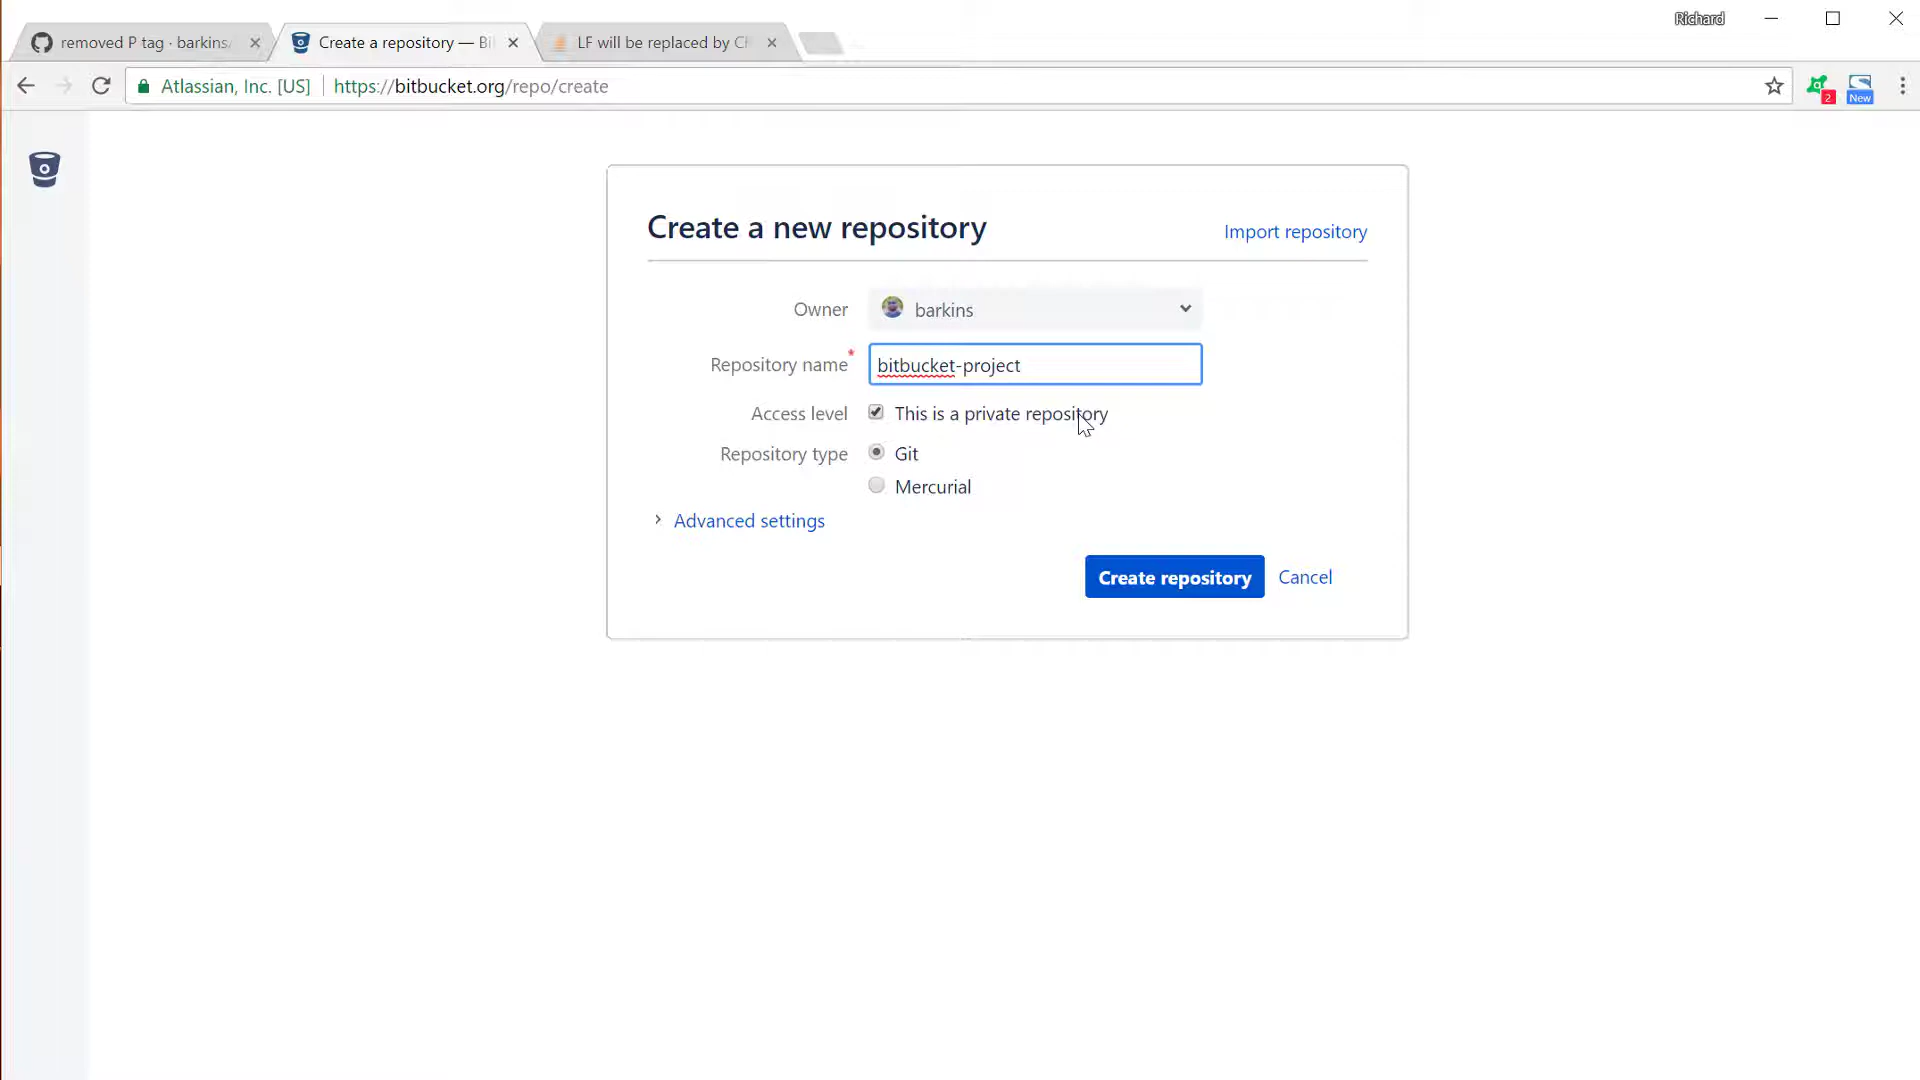 Richard
removed P tag · barkins
Create a repository — Bi
LF will be replaced by
Atlassian, Inc. [US]
https://bitbucket.org/repo/create
2
New
Create a new repository
Import repository
Owner
barkins
Repository name *
bitbucket-project
Access level
This is a private repository
Repository type
Git
Mercurial
Advanced settings
Create repository
Cancel